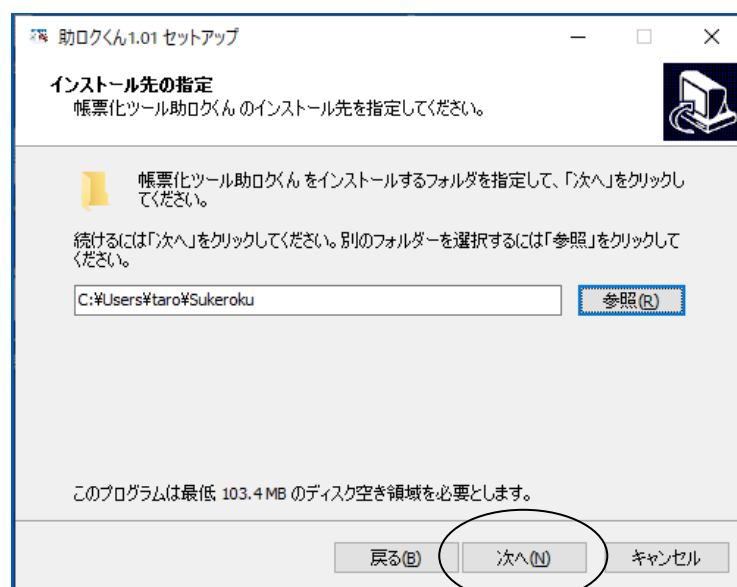 助ロクくん1.01 セットアップ
インストール先の指定
帳票化ツール助ロクくん のインストール先を指定してください。
帳票化ツール助ロクくん をインストールするフォルダを指定して、「次へ」をクリックし
てください。
続けるには「次へ」をクリックしてください。別のフォルダーを選択するには「参照」をクリックして
ください。
C:¥Users¥taro¥Sukeroku
参照(R)
このプログラムは最低 103.4 MB のディスク空き領域を必要とします。
戻る(B) 次へ(N) キャンセル